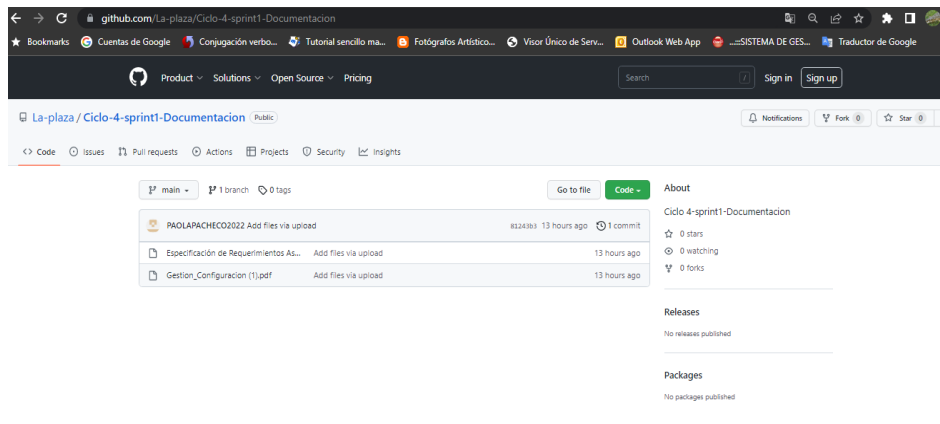 github.com/La-plaza/Ciclo-4-sprint1-Documentacion
Bookmarks Cuentas de Google Conjugación verbo... Tutorial sencillo ma... Fotógrafos Artístico... Visor Único de Serv... Outlook Web App ...:::SISTEMA DE GES... Traductor de Google
Product Solutions Open Source Pricing Search / Sign in Sign up
La-plaza / Ciclo-4-sprint1-Documentacion Public Notifications Fork 0 Star 0
Code Issues Pull requests Actions Projects Security Insights
main 1 branch 0 tags Go to file Code About
Ciclo 4-sprint1-Documentacion
PAOLAPACHECO2022 Add files via upload 81243b3 13 hours ago 1 commit
0 stars
Especificación de Requerimientos As... Add files via upload 13 hours ago
0 watching
Gestion_Configuracion (1).pdf Add files via upload 13 hours ago
0 forks
Releases
No releases published
Packages
No packages published